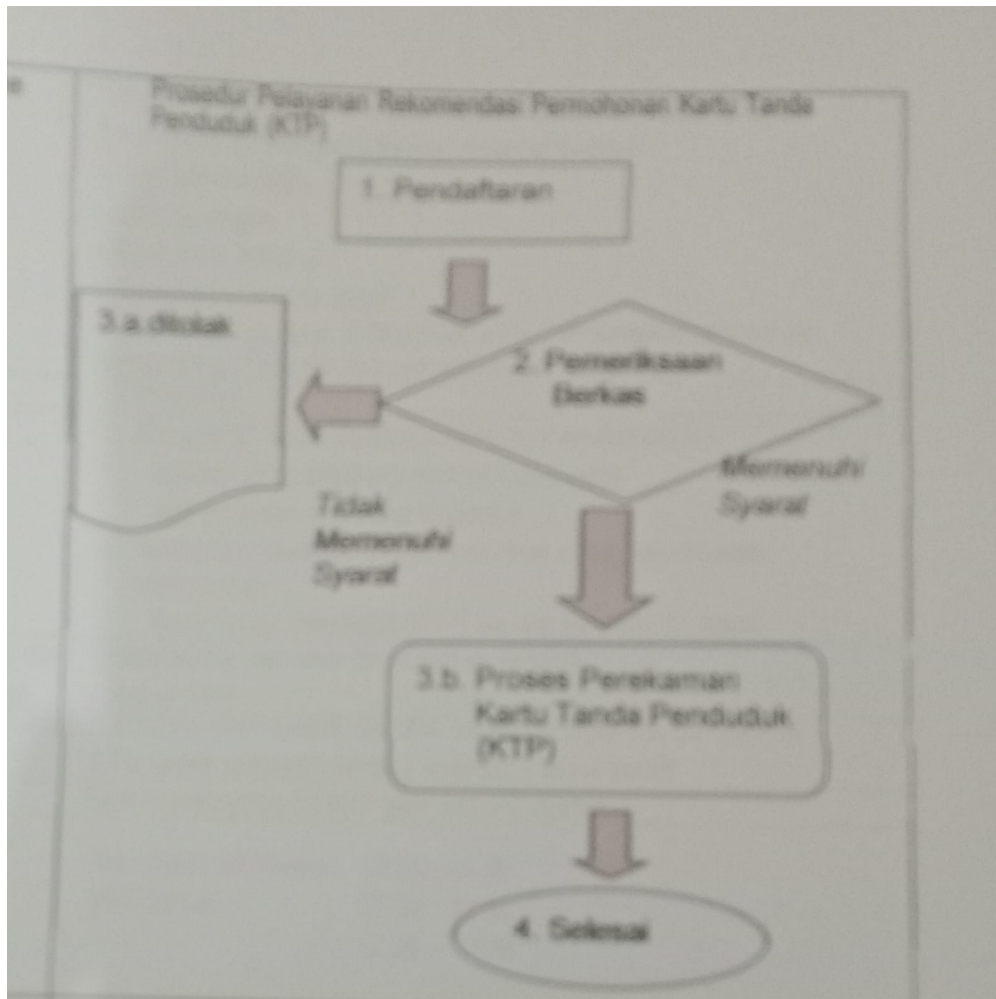 Prosedur Pelayanan Rekomendasi Permohonan Kartu Tanda
Penduduk (KTP)
1. Pendaftaran
3.a.ditolak
2. Pemeriksaan
Berkas
Memenuhi
Syarat
Tidak
Memenuhi
Syarat
3.b. Proses Perekaman
Kartu Tanda Penduduk
(KTP)
4. Selesai